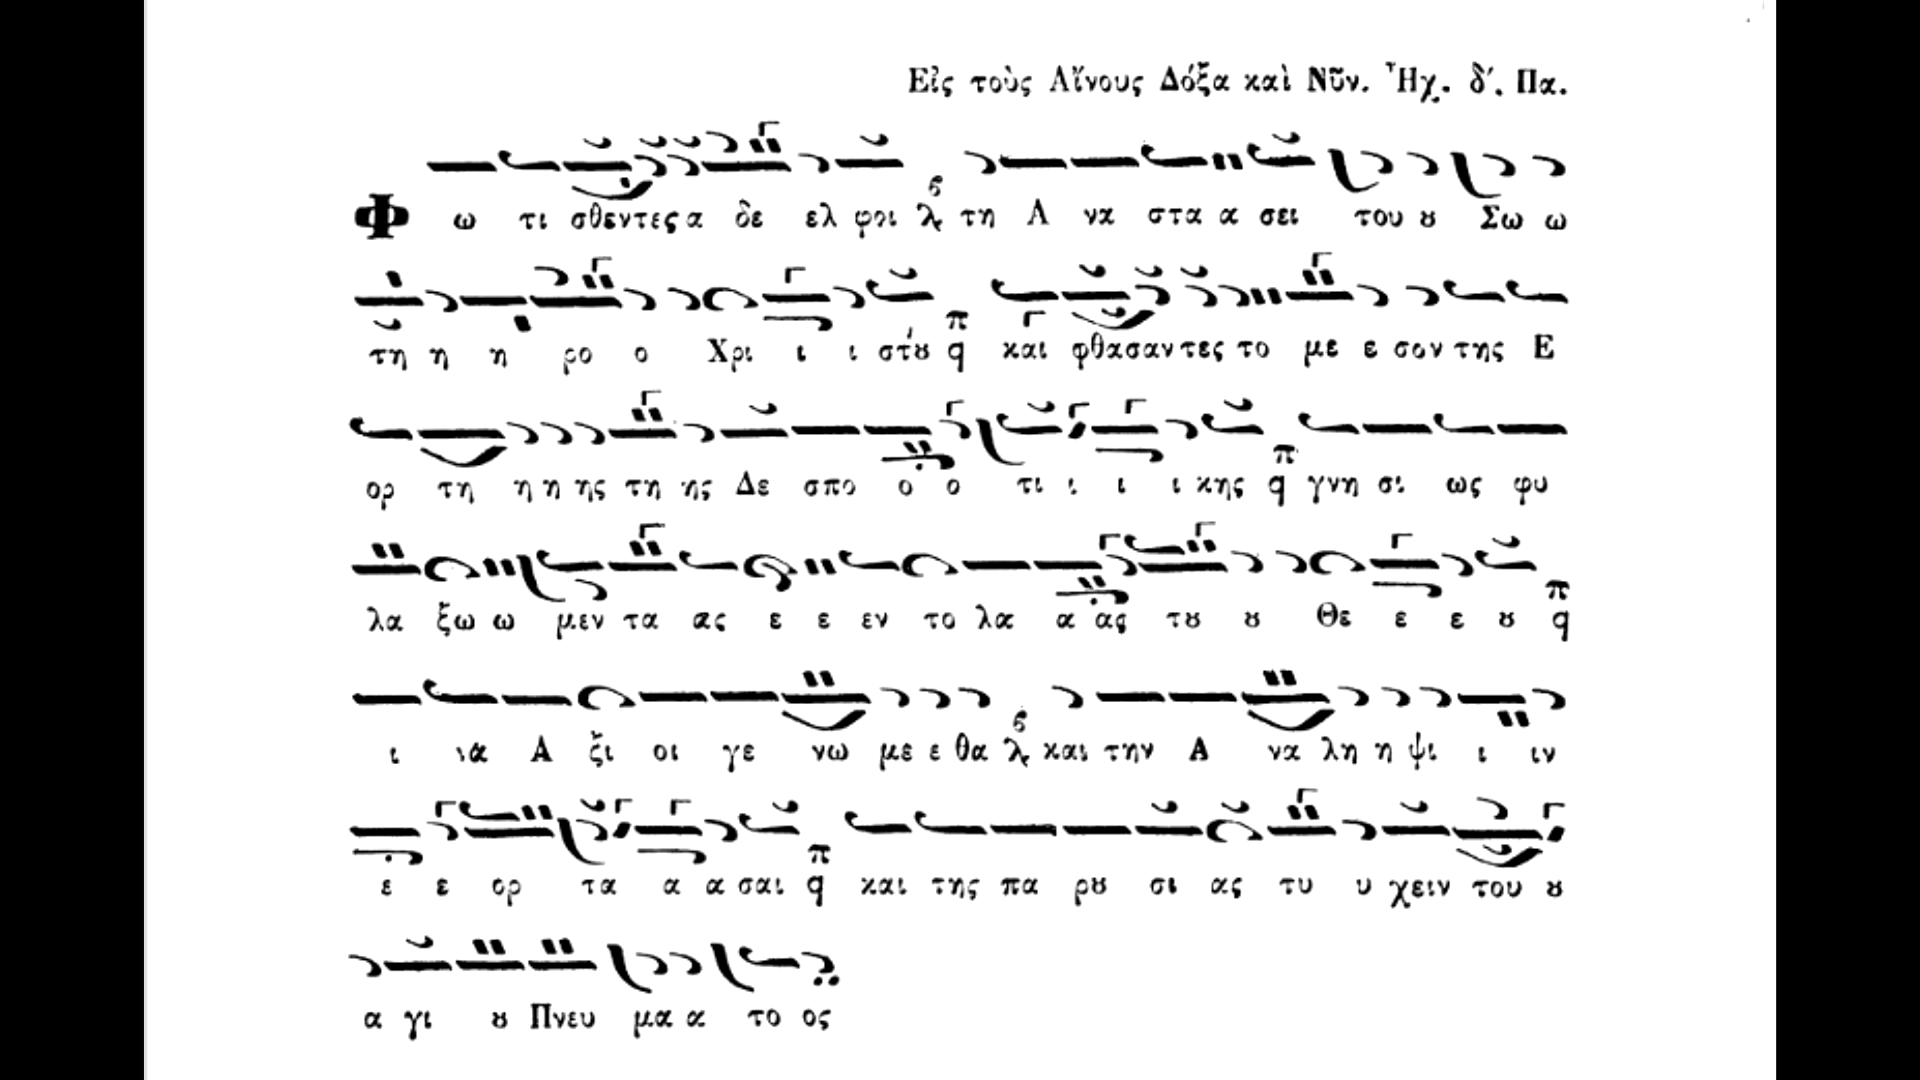 Εἰς τοὺς Αἴνους Δόξα καὶ Νῦν. Ἦχ. δ΄. Πα.
Φ ω τι σθεντες α δε ελ φοι τη Α να στα α σει του ȣ Σω ω
τη η η ρο ο Χρι ι ι στȣ́ και φθασαντες το με ε σον της Ε
ορ τη η η ης τη ης Δε σπο ο ο τι ι ι ι κης γνη σι ως φυ
λα ξω ω μεν τα ας ε ε εν το λα α ας τȣ ȣ Θε ε ε ȣ
ι να Α ξι οι γε νω με ε θα και την Α να λη η ψι ι ιν
ε ε ορ τα α α σαι και της πα ρȣ σι ας τυ υ χειν του ȣ
α γι ȣ Πνευ μα α το ος